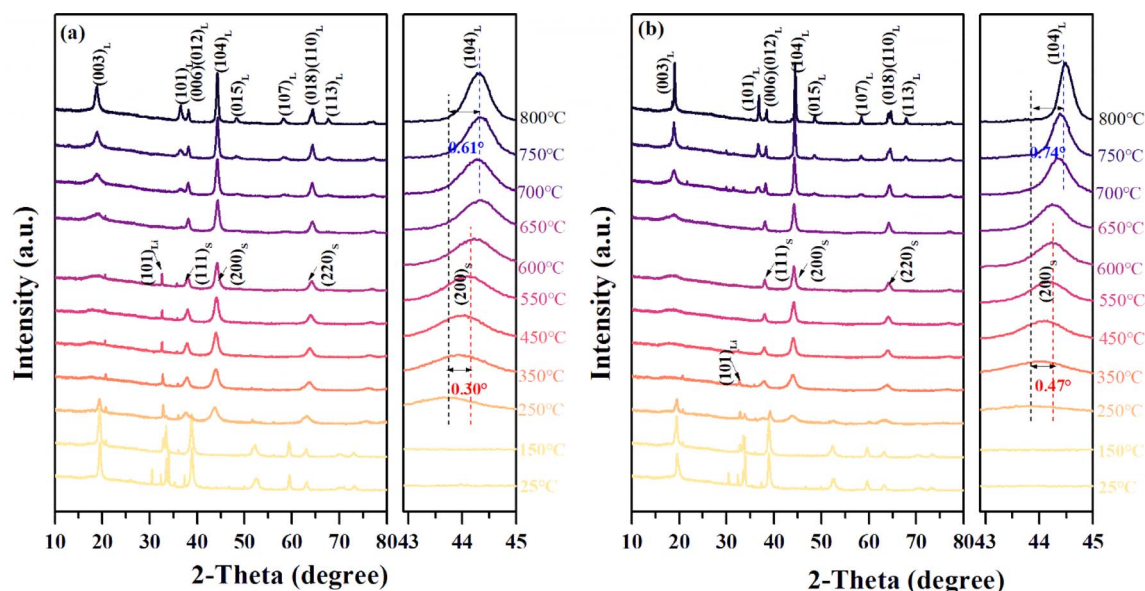 (a)
(003)L
(101)L
(006)(012)L
(104)L
(015)L
(107)L
(018)(110)L
(113)L
(101)Li
(111)S
(200)S
(220)S
Intensity (a.u.)
10 20 30 40 50 60 70 80
2-Theta (degree)
(104)L
0.61°
(200)S
0.30°
43 44 45
800°C
750°C
700°C
650°C
600°C
550°C
450°C
350°C
250°C
150°C
25°C
(b)
(003)L
(101)L
(006)(012)L
(104)L
(015)L
(107)L
(018)(110)L
(113)L
(111)S
(200)S
(220)S
(101)Li
Intensity (a.u.)
10 20 30 40 50 60 70 80
2-Theta (degree)
(104)L
0.74°
(200)S
0.47°
43 44 45
800°C
750°C
700°C
650°C
600°C
550°C
450°C
350°C
250°C
150°C
25°C